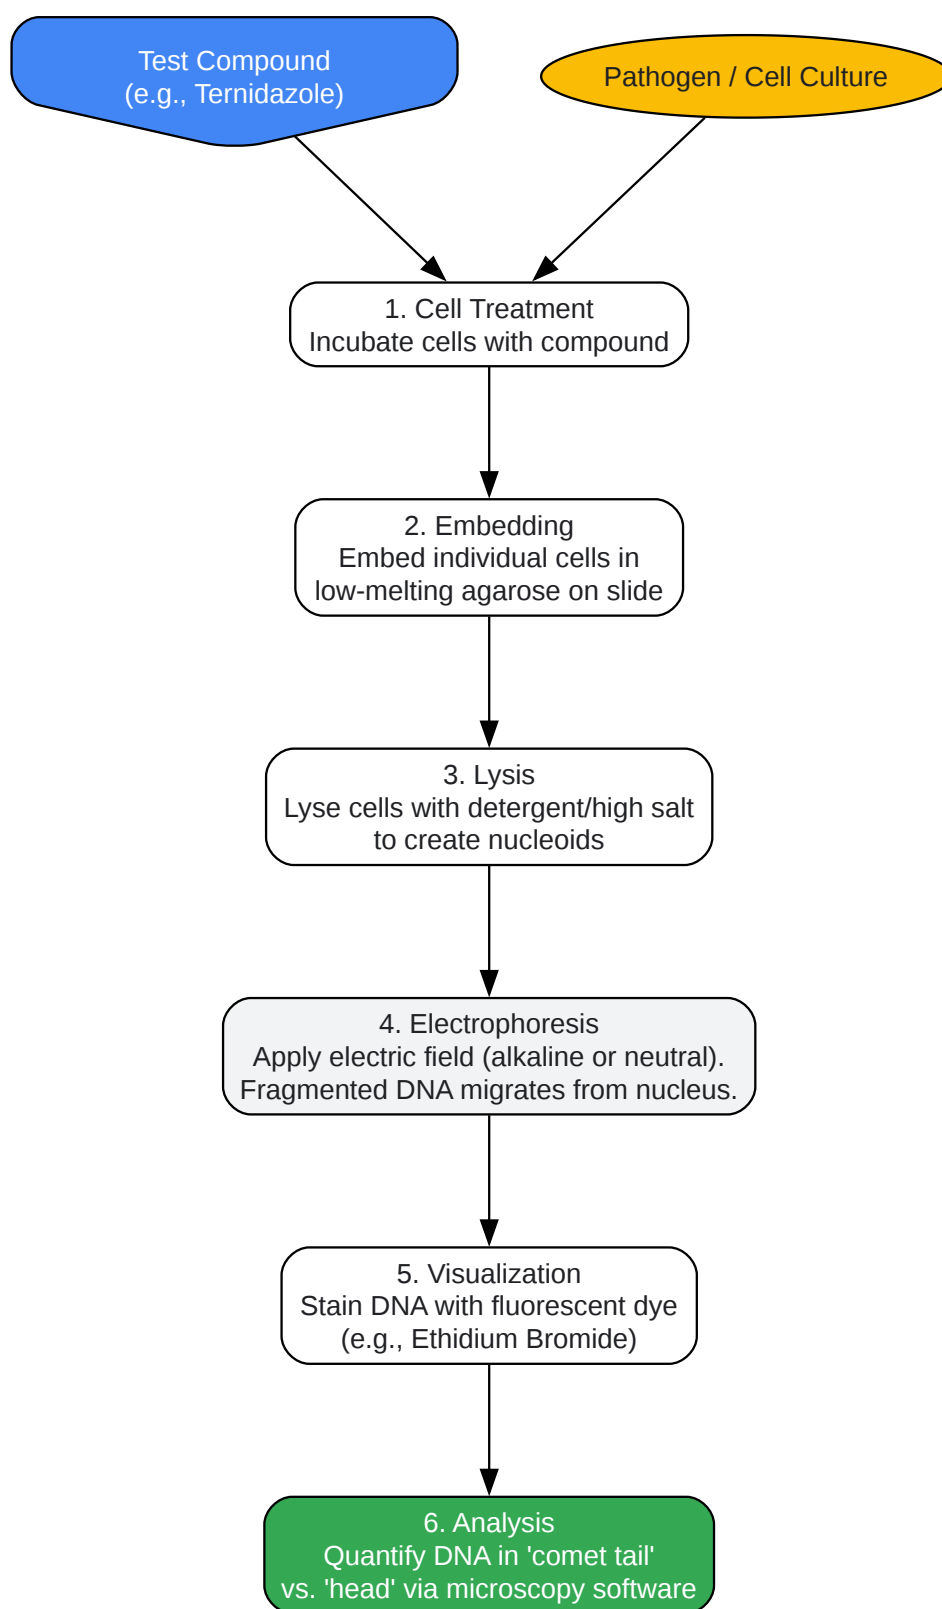 Test Compound
(e.g., Ternidazole)
Pathogen / Cell Culture
1. Cell Treatment
Incubate cells with compound
2. Embedding
Embed individual cells in
low-melting agarose on slide
3. Lysis
Lyse cells with detergent/high salt
to create nucleoids
4. Electrophoresis
Apply electric field (alkaline or neutral).
Fragmented DNA migrates from nucleus.
5. Visualization
Stain DNA with fluorescent dye
(e.g., Ethidium Bromide)
6. Analysis
Quantify DNA in 'comet tail'
vs. 'head' via microscopy software